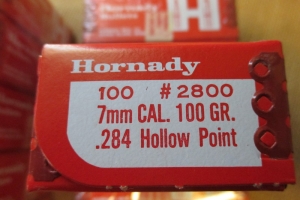 Hornady
100 # 2800
7mm CAL. 100 GR.
.284 Hollow Point